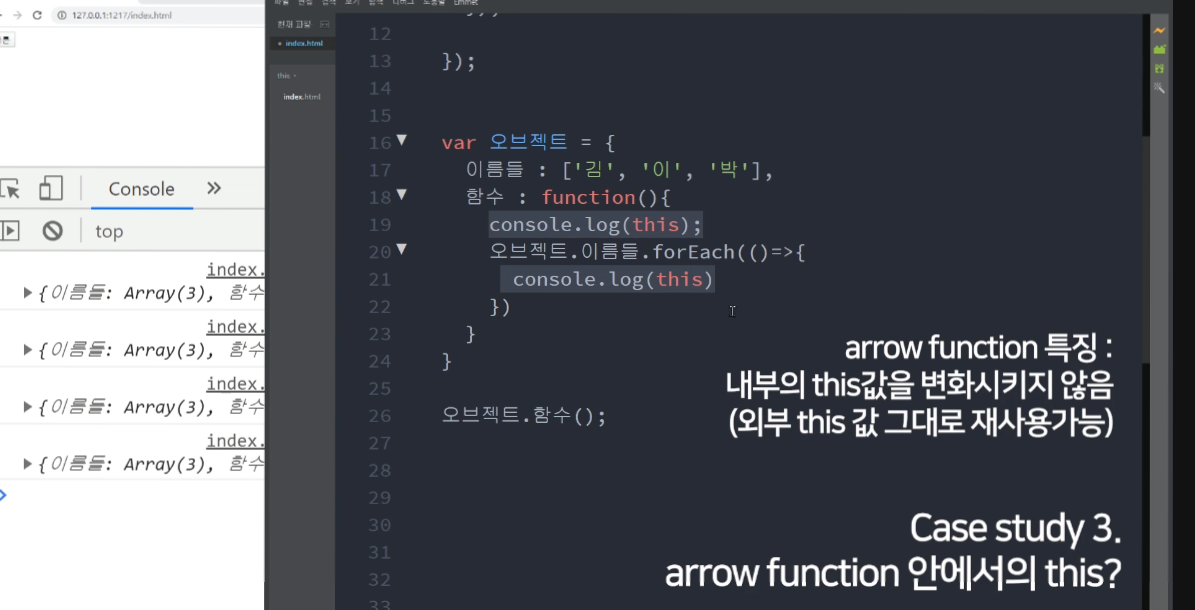 127.0.0.1:1217/index.html
현재 파일
index.html
this
index.html
Console
top
index.
{이름들: Array(3), 함수
index.
{이름들: Array(3), 함수
index.
{이름들: Array(3), 함수
index.
{이름들: Array(3), 함수
12
13 });
14
15
16 var 오브젝트 = {
17 이름들 : ['김', '이', '박'],
18 함수 : function(){
19 console.log(this);
20 오브젝트.이름들.forEach(()=>{
21 console.log(this)
22 })
23 }
24 }
25
26 오브젝트.함수();
27
28
29
30
31
32
33
arrow function 특징 :
내부의 this값을 변화시키지 않음
(외부 this 값 그대로 재사용가능)
Case study 3.
arrow function 안에서의 this?